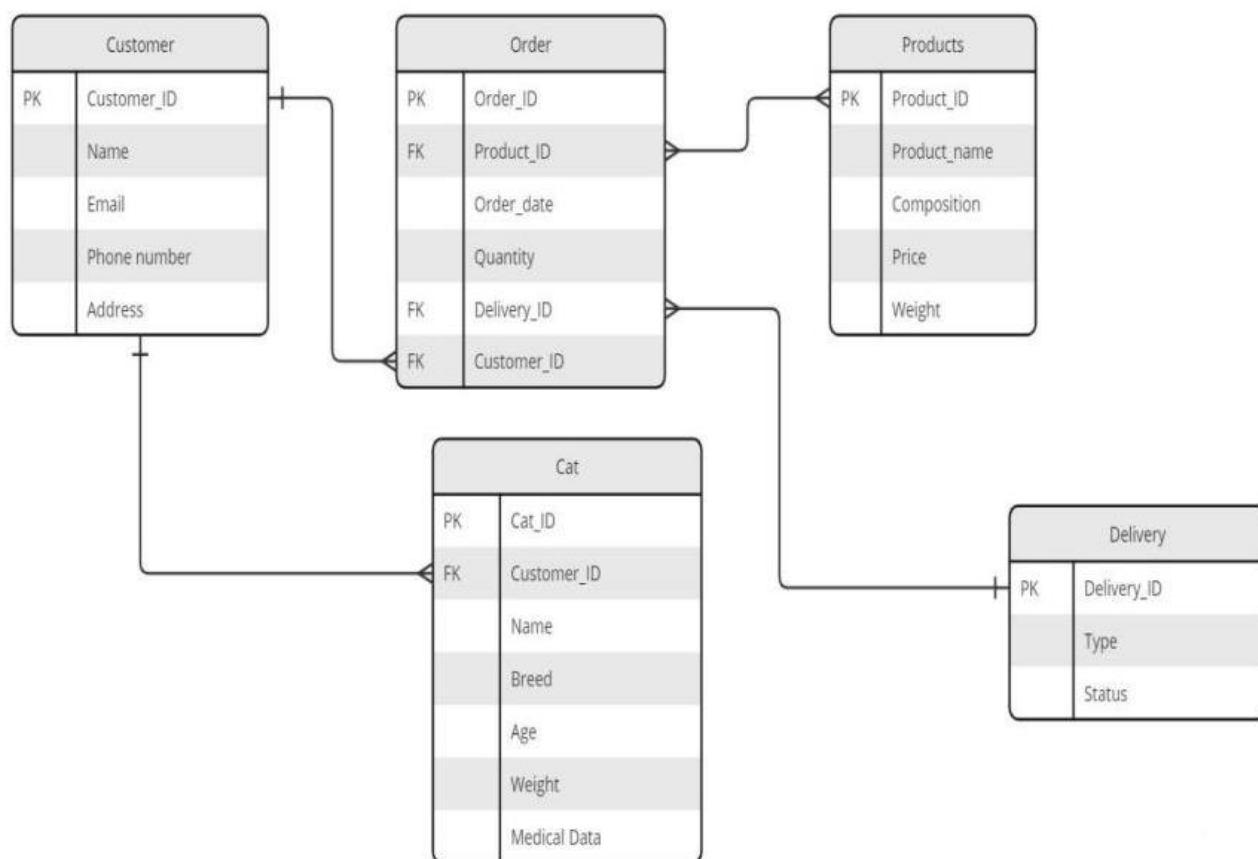 Customer
PK Customer_ID
Name
Email
Phone number
Address
Order
PK Order_ID
FK Product_ID
Order_date
Quantity
FK Delivery_ID
FK Customer_ID
Products
PK Product_ID
Product_name
Composition
Price
Weight
Cat
PK Cat_ID
FK Customer_ID
Name
Breed
Age
Weight
Medical Data
Delivery
PK Delivery_ID
Type
Status